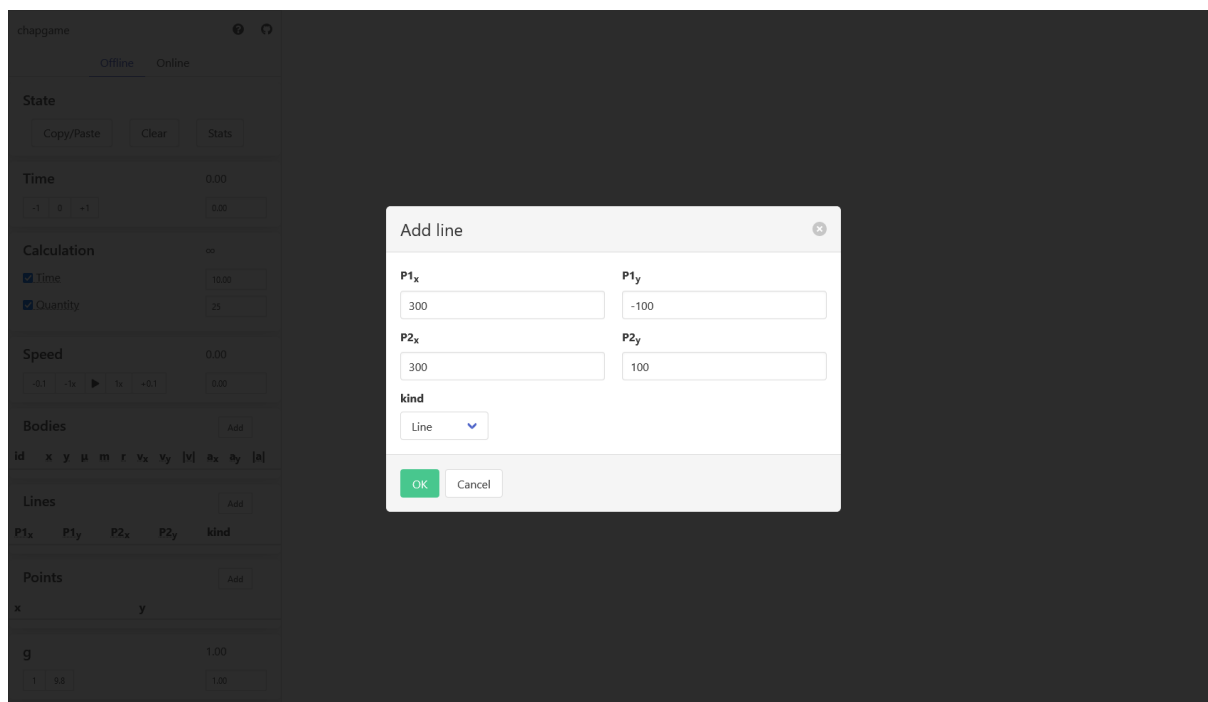 chapgame
Offline Online
State
Copy/Paste Clear Stats
Time 0.00
-1 0 +1 0.00
Calculation ∞
Time 10.00
Quantity 25
Speed 0.00
-0.1 -1x 1x +0.1 0.00
Bodies Add
id x y μ m r vx vy |v| ax ay |a|
Lines Add
P1x P1y P2x P2y kind
Points Add
x y
g 1.00
1 9.8 1.00
Add line
P1x P1y
300 -100
P2x P2y
300 100
kind
Line
OK Cancel